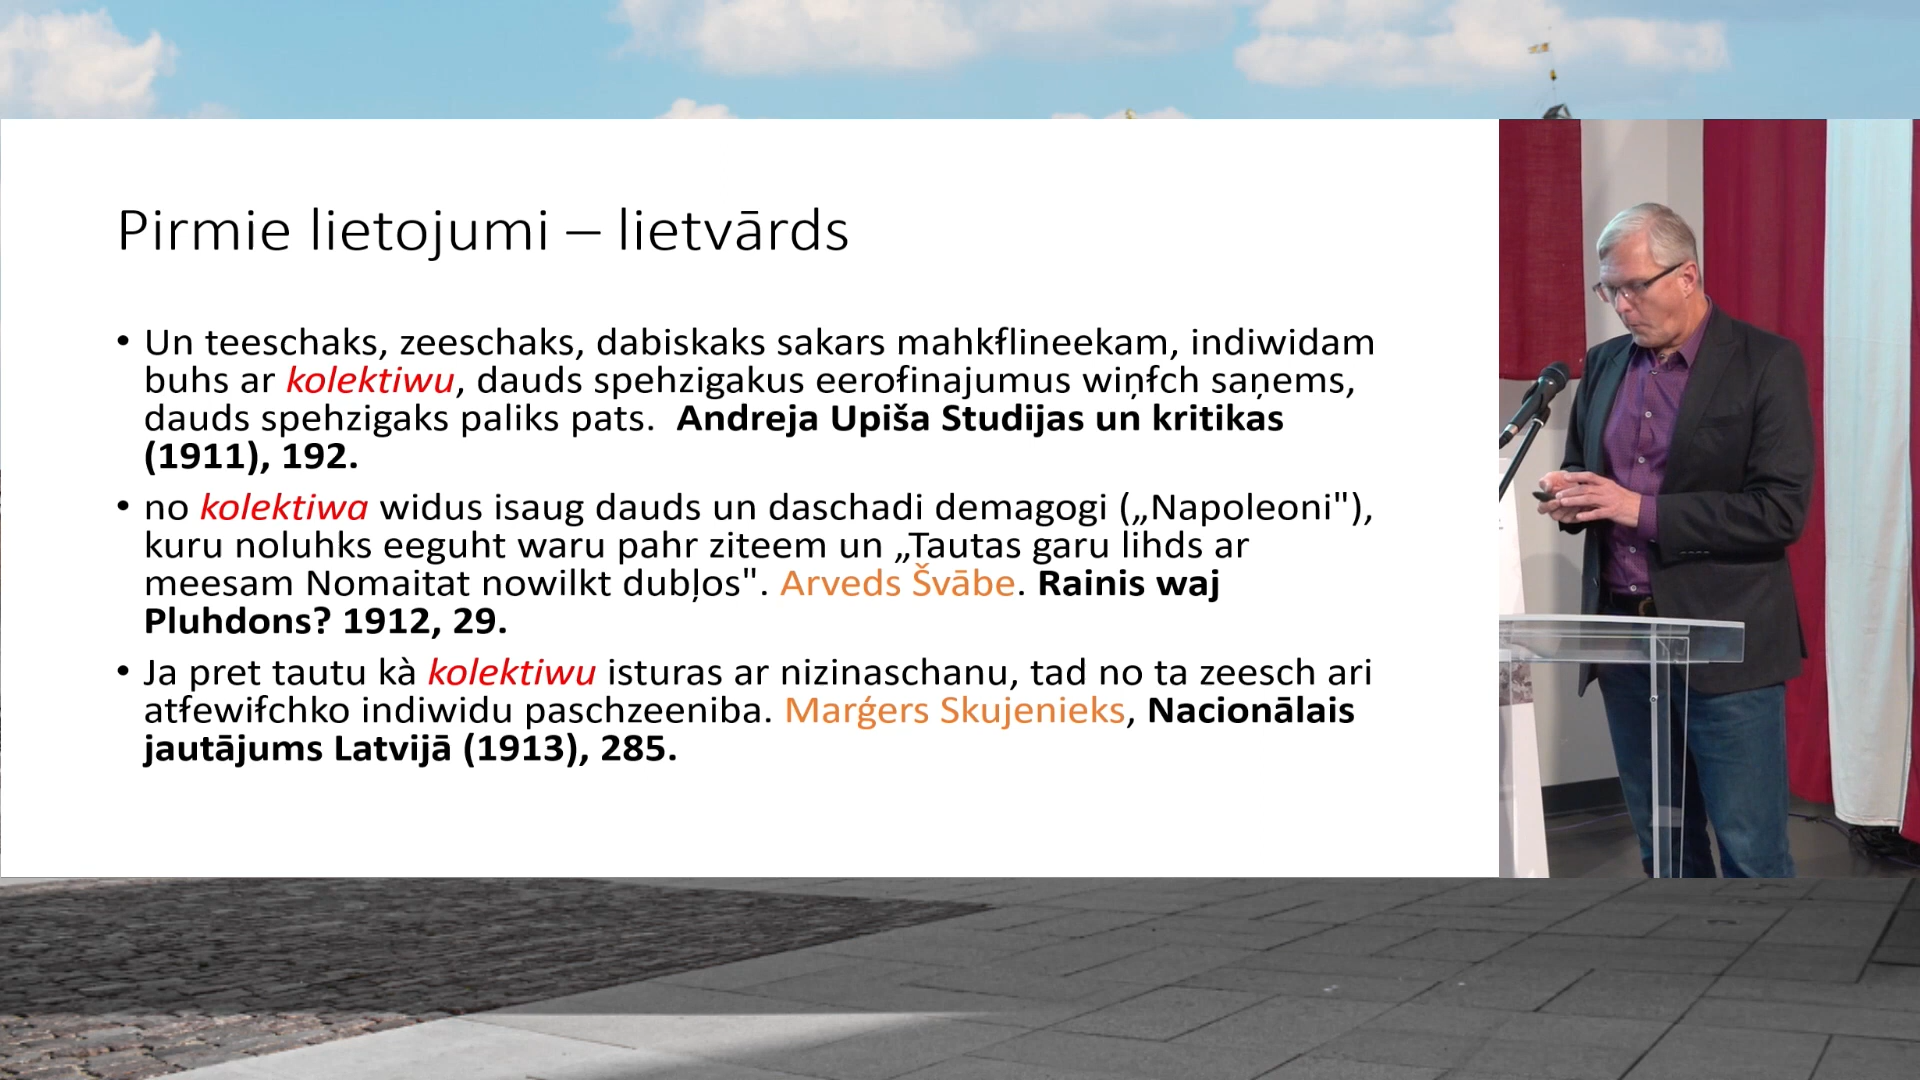 Pirmie lietojumi – lietvārds
• Un teeschaks, zeeschaks, dabiskaks sakars mahkſlineekam, indiwidam
buhs ar kolektiwu, dauds spehzigakus eeroſinajumus wiņſch saņems,
dauds spehzigaks paliks pats. Andreja Upiša Studijas un kritikas
(1911), 192.
• no kolektiwa widus isaug dauds un daschadi demagogi („Napoleoni"),
kuru noluhks eeguht waru pahr ziteem un „Tautas garu lihds ar
meesam Nomaitat nowilkt dubļos". Arveds Švābe. Rainis waj
Pluhdons? 1912, 29.
• Ja pret tautu kà kolektiwu isturas ar nizinaschanu, tad no ta zeesch ari
atſewiſchko indiwidu paschzeeniba. Marģers Skujenieks, Nacionālais
jautājums Latvijā (1913), 285.